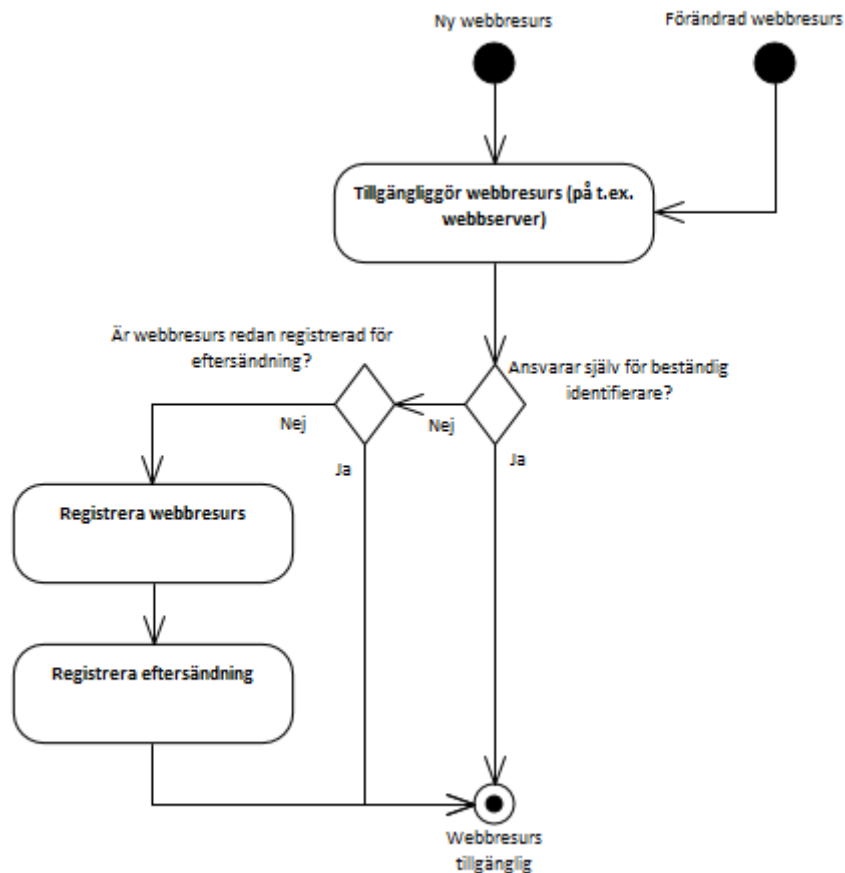 Ny webbresurs
Förändrad webbresurs
Tillgängliggör webbresurs (på t.ex.
webbserver)
Är webbresurs redan registrerad för
eftersändning?
Ansvarar själv för beständig
identifierare?
Nej
Nej
Ja
Ja
Registrera webbresurs
Registrera eftersändning
Webbresurs
tillgänglig